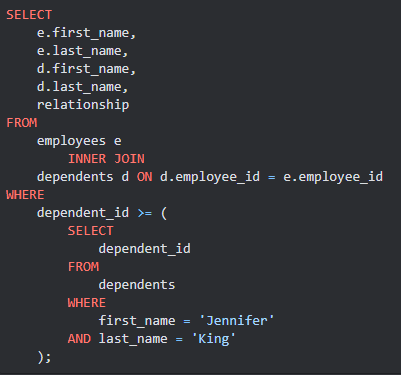 SELECT
    e.first_name,
    e.last_name,
    d.first_name,
    d.last_name,
    relationship
FROM
    employees e
        INNER JOIN
    dependents d ON d.employee_id = e.employee_id
WHERE
    dependent_id >= (
        SELECT
            dependent_id
        FROM
            dependents
        WHERE
            first_name = 'Jennifer'
        AND last_name = 'King'
    );